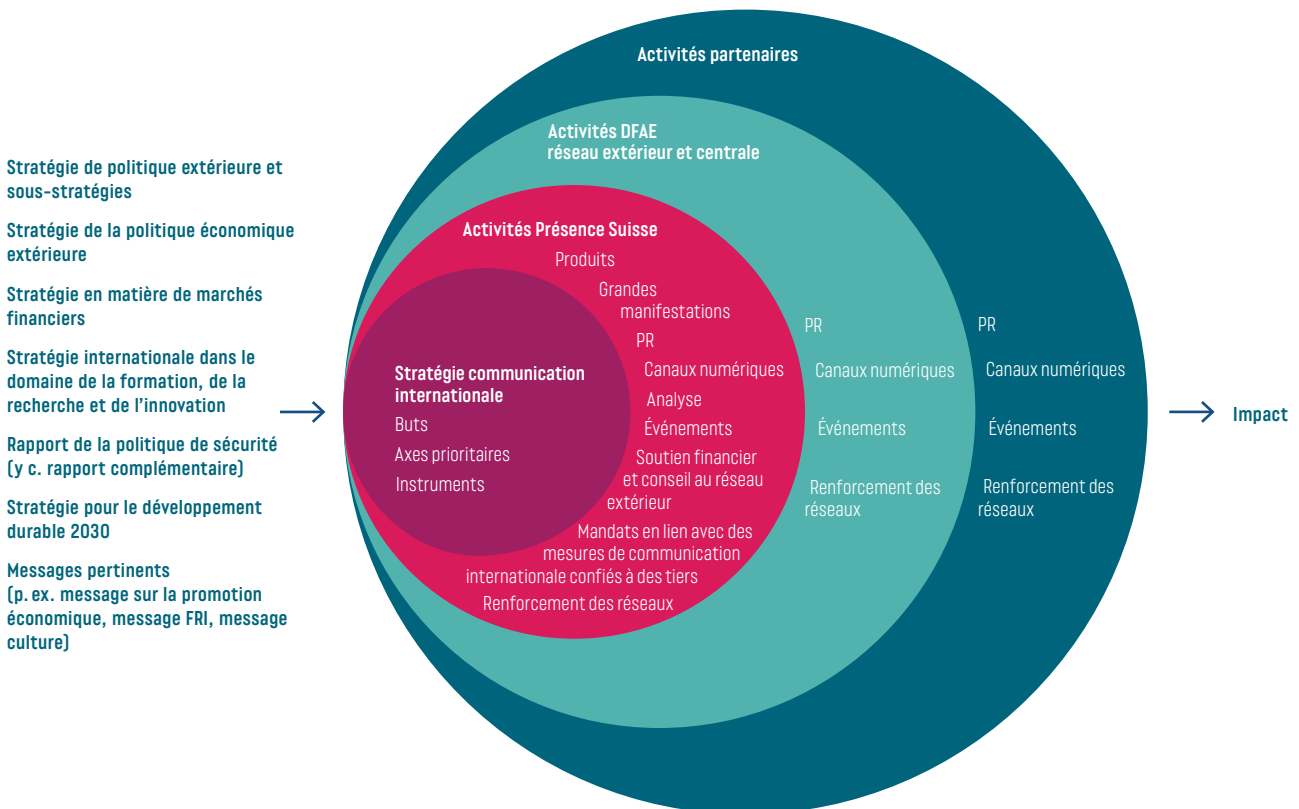 Stratégie de politique extérieure et
sous-stratégies
Stratégie de la politique économique
extérieure
Stratégie en matière de marchés
financiers
Stratégie internationale dans le
domaine de la formation, de la
recherche et de l’innovation
Rapport de la politique de sécurité
(y c. rapport complémentaire)
Stratégie pour le développement
durable 2030
Messages pertinents
(p. ex. message sur la promotion
économique, message FRI, message
culture)
Stratégie communication
internationale
Buts
Axes prioritaires
Instruments
Activités Présence Suisse
Produits
Grandes
manifestations
PR
Canaux numériques
Analyse
Événements
Soutien financier
et conseil au réseau
extérieur
Mandats en lien avec des
mesures de communication
internationale confiés à des tiers
Renforcement des réseaux
Activités DFAE
réseau extérieur et centrale
PR
Canaux numériques
Événements
Renforcement des
réseaux
Activités partenaires
PR
Canaux numériques
Événements
Renforcement des
réseaux
Impact